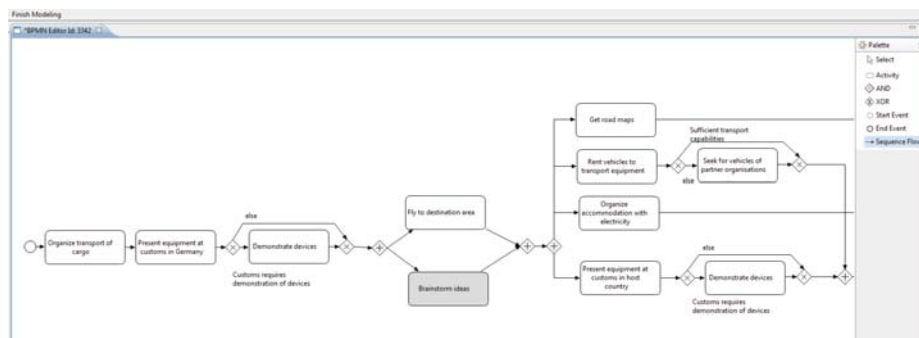 Finish Modeling
*BPMN Editor Id: 3342
Palette
Select
Activity
AND
XOR
Start Event
End Event
Sequence Flow
Get road maps
Sufficient transport
capabilities
Rent vehicles to
transport equipment
else
Seek for vehicles of
partner organisations
Organize
accommodation with
electricity
Fly to destination area
else
Organize transport of
cargo
Present equipment at
customs in Germany
Demonstrate devices
Customs requires
demonstration of devices
Brainstorm ideas
else
Present equipment at
customs in host
country
Demonstrate devices
Customs requires
demonstration of devices